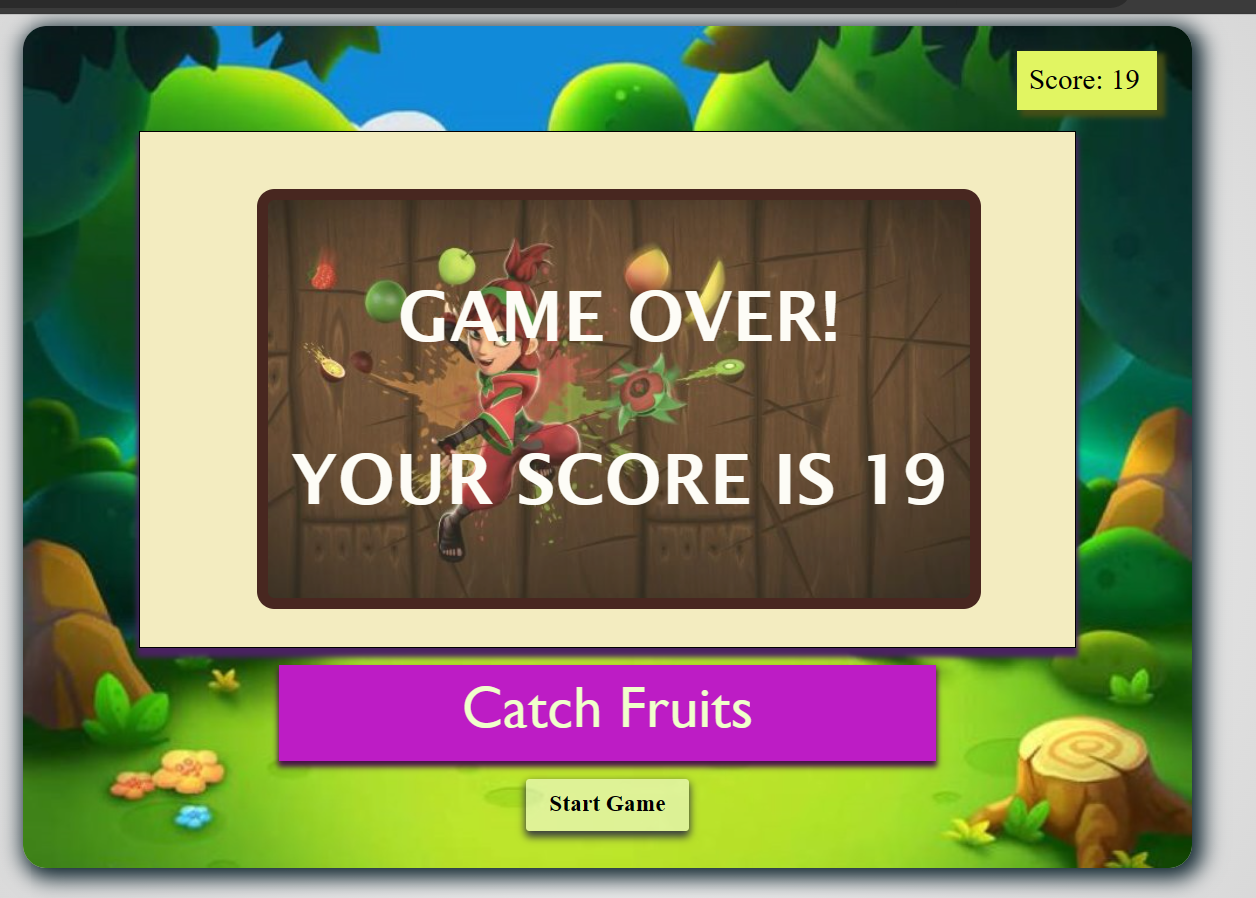 Score: 19
GAME OVER!
YOUR SCORE IS 19
Catch Fruits
Start Game